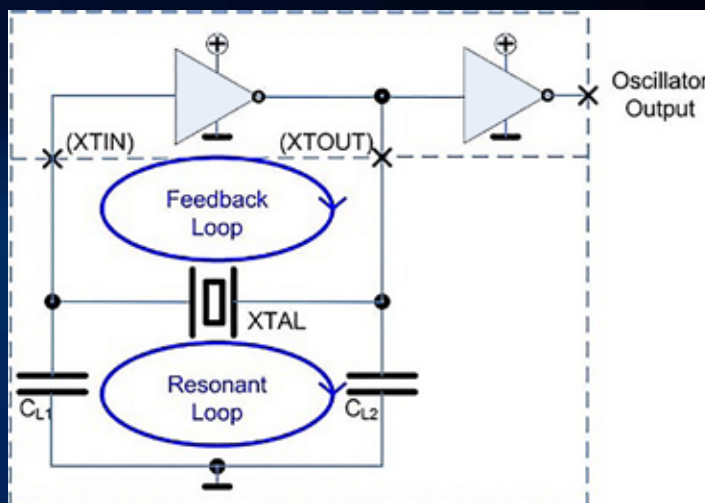 Oscillator
Output
(XTIN)
(XTOUT)
Feedback
Loop
XTAL
Resonant
Loop
CL1
CL2